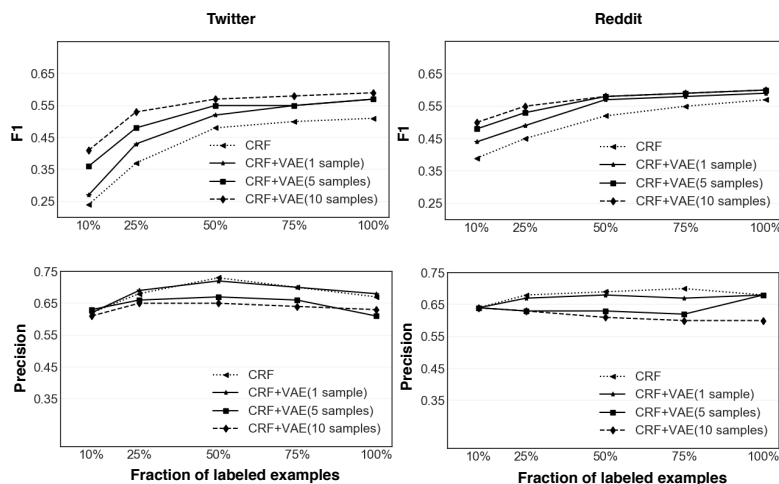 Twitter
Reddit
0.65
0.55
0.45
0.35
0.25
F1
CRF
CRF+VAE(1 sample)
CRF+VAE(5 samples)
CRF+VAE(10 samples)
10% 25% 50% 75% 100%
0.65
0.55
0.45
0.35
0.25
F1
CRF
CRF+VAE(1 sample)
CRF+VAE(5 samples)
CRF+VAE(10 samples)
10% 25% 50% 75% 100%
0.75
0.65
0.55
0.45
0.35
Precision
CRF
CRF+VAE(1 sample)
CRF+VAE(5 samples)
CRF+VAE(10 samples)
10% 25% 50% 75% 100%
Fraction of labeled examples
0.75
0.65
0.55
0.45
0.35
Precision
CRF
CRF+VAE(1 sample)
CRF+VAE(5 samples)
CRF+VAE(10 samples)
10% 25% 50% 75% 100%
Fraction of labeled examples